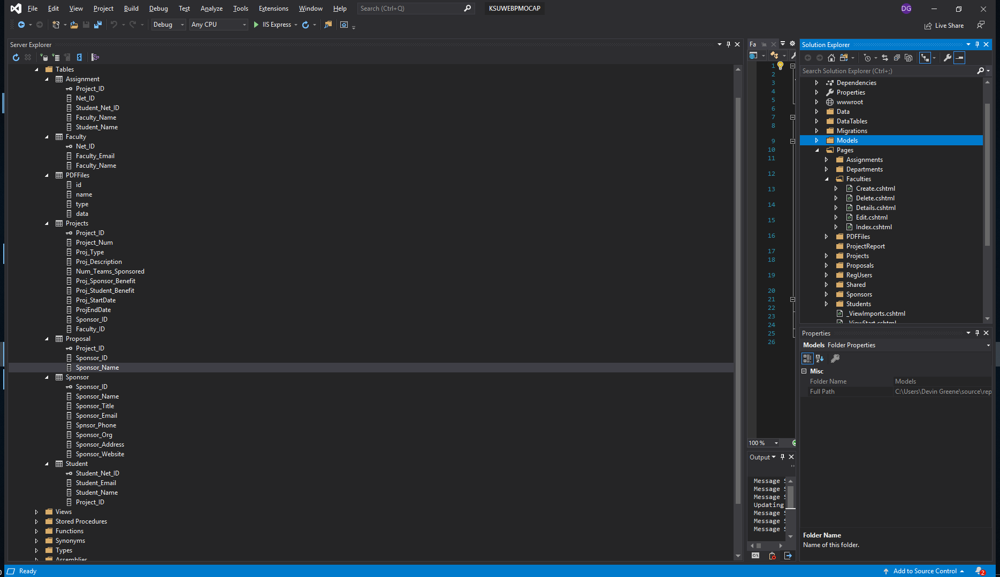 File Edit View Project Build Debug Test Analyze Tools Extensions Window Help Search (Ctrl+Q) KSUWEBPMOCAP DG
Debug Any CPU IIS Express Live Share
Server Explorer
Tables
Assignment
Project_ID
Net_ID
Student_Net_ID
Faculty_Name
Student_Name
Faculty
Net_ID
Faculty_Email
Faculty_Name
PDFFiles
id
name
type
data
Projects
Project_ID
Project_Num
Proj_Type
Proj_Description
Num_Teams_Sponsored
Proj_Sponsor_Benefit
Proj_Student_Benefit
Proj_StartDate
ProjEndDate
Sponsor_ID
Faculty_ID
Proposal
Project_ID
Sponsor_ID
Sponsor_Name
Sponsor
Sponsor_ID
Sponsor_Name
Sponsor_Title
Sponsor_Email
Spnsor_Phone
Sponsor_Org
Sponsor_Address
Sponsor_Website
Student
Student_Net_ID
Student_Email
Student_Name
Project_ID
Views
Stored Procedures
Functions
Synonyms
Types
Assemblies
Fa
1
2
3
4
5
6
7
8
9
10
11
12
13
14
15
16
17
18
19
20
21
22
23
24
25
26
100 %
Output
Message S
Message S
Message S
Updating
Message S
Message S
Message S
Solution Explorer
Search Solution Explorer (Ctrl+;)
Dependencies
Properties
wwwroot
Data
DataTables
Migrations
Models
Pages
Assignments
Departments
Faculties
Create.cshtml
Delete.cshtml
Details.cshtml
Edit.cshtml
Index.cshtml
PDFFiles
ProjectReport
Projects
Proposals
RegUsers
Shared
Sponsors
Students
_ViewImports.cshtml
_ViewStart.cshtml
Properties
Models Folder Properties
Misc
Folder Name Models
Full Path C:\Users\Devin Greene\source\rep
Folder Name
Name of this folder.
Ready Add to Source Control 2